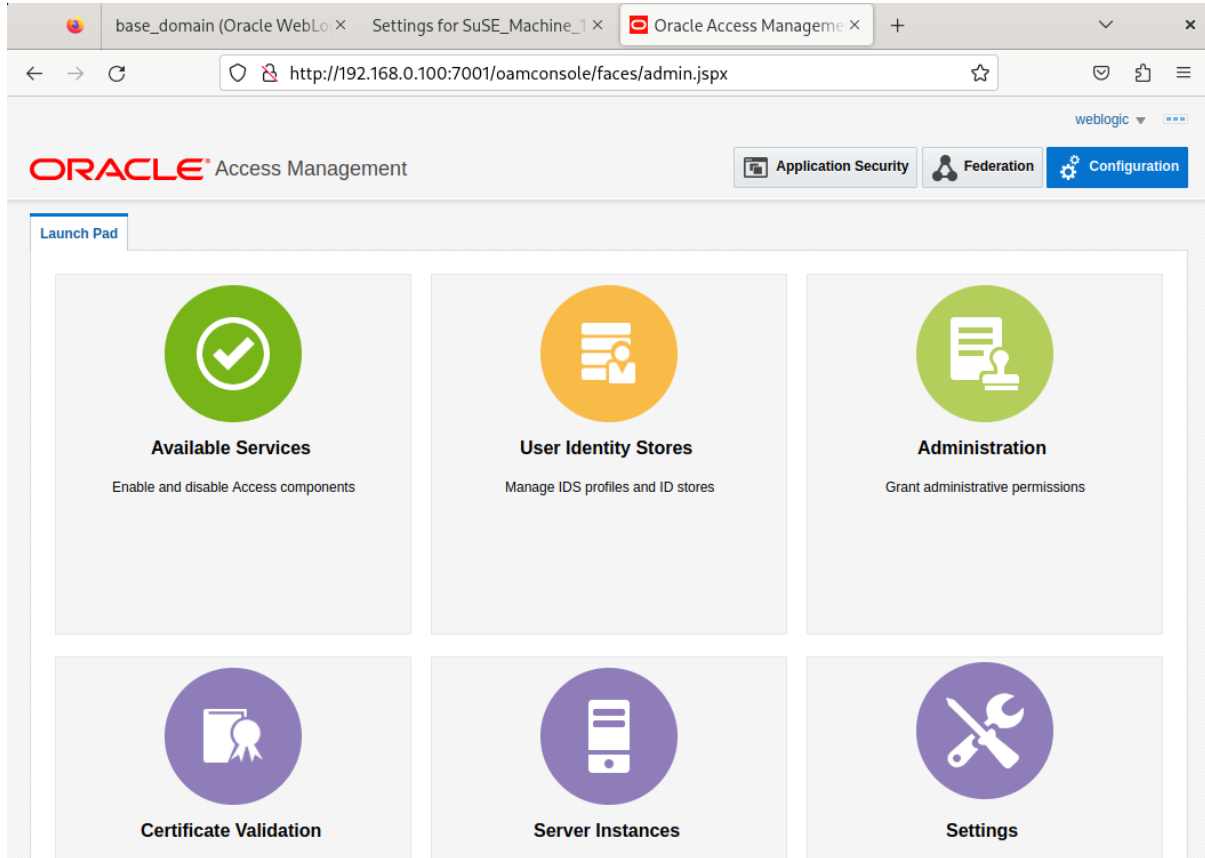 base_domain (Oracle WebLo
Settings for SuSE_Machine_1
Oracle Access Manageme
http://192.168.0.100:7001/oamconsole/faces/admin.jspx
weblogic
ORACLE® Access Management
Application Security
Federation
Configuration
Launch Pad
Available Services
Enable and disable Access components
User Identity Stores
Manage IDS profiles and ID stores
Administration
Grant administrative permissions
Certificate Validation
Server Instances
Settings